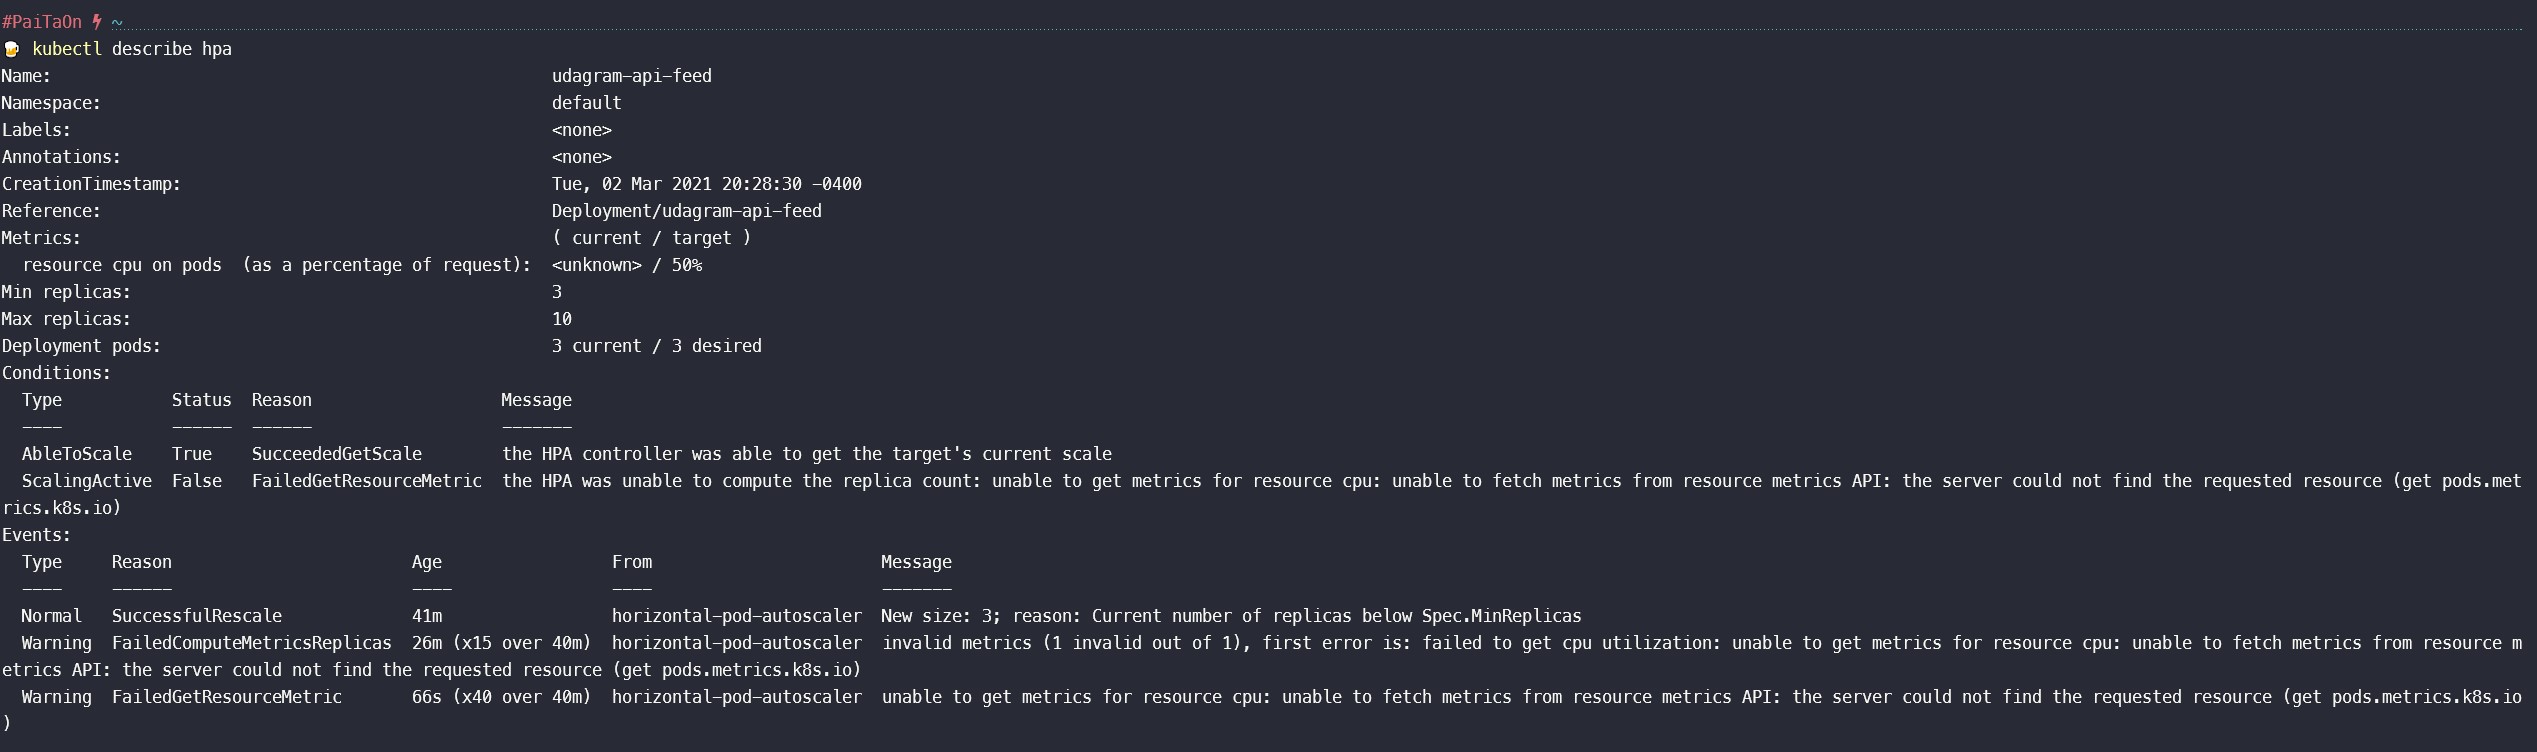 #PaiTaOn ⚡ ~
🍺 kubectl describe hpa
Name:                                                  udagram-api-feed
Namespace:                                             default
Labels:                                                <none>
Annotations:                                           <none>
CreationTimestamp:                                     Tue, 02 Mar 2021 20:28:30 -0400
Reference:                                             Deployment/udagram-api-feed
Metrics:                                               ( current / target )
  resource cpu on pods  (as a percentage of request):  <unknown> / 50%
Min replicas:                                          3
Max replicas:                                          10
Deployment pods:                                       3 current / 3 desired
Conditions:
  Type           Status  Reason                   Message
  ----           ------  ------                   -------
  AbleToScale    True    SucceededGetScale        the HPA controller was able to get the target's current scale
  ScalingActive  False   FailedGetResourceMetric  the HPA was unable to compute the replica count: unable to get metrics for resource cpu: unable to fetch metrics from resource metrics API: the server could not find the requested resource (get pods.met
rics.k8s.io)
Events:
  Type     Reason                        Age                 From                       Message
  ----     ------                        ----                ----                       -------
  Normal   SuccessfulRescale             41m                 horizontal-pod-autoscaler  New size: 3; reason: Current number of replicas below Spec.MinReplicas
  Warning  FailedComputeMetricsReplicas  26m (x15 over 40m)  horizontal-pod-autoscaler  invalid metrics (1 invalid out of 1), first error is: failed to get cpu utilization: unable to get metrics for resource cpu: unable to fetch metrics from resource m
etrics API: the server could not find the requested resource (get pods.metrics.k8s.io)
  Warning  FailedGetResourceMetric       66s (x40 over 40m)  horizontal-pod-autoscaler  unable to get metrics for resource cpu: unable to fetch metrics from resource metrics API: the server could not find the requested resource (get pods.metrics.k8s.io
)